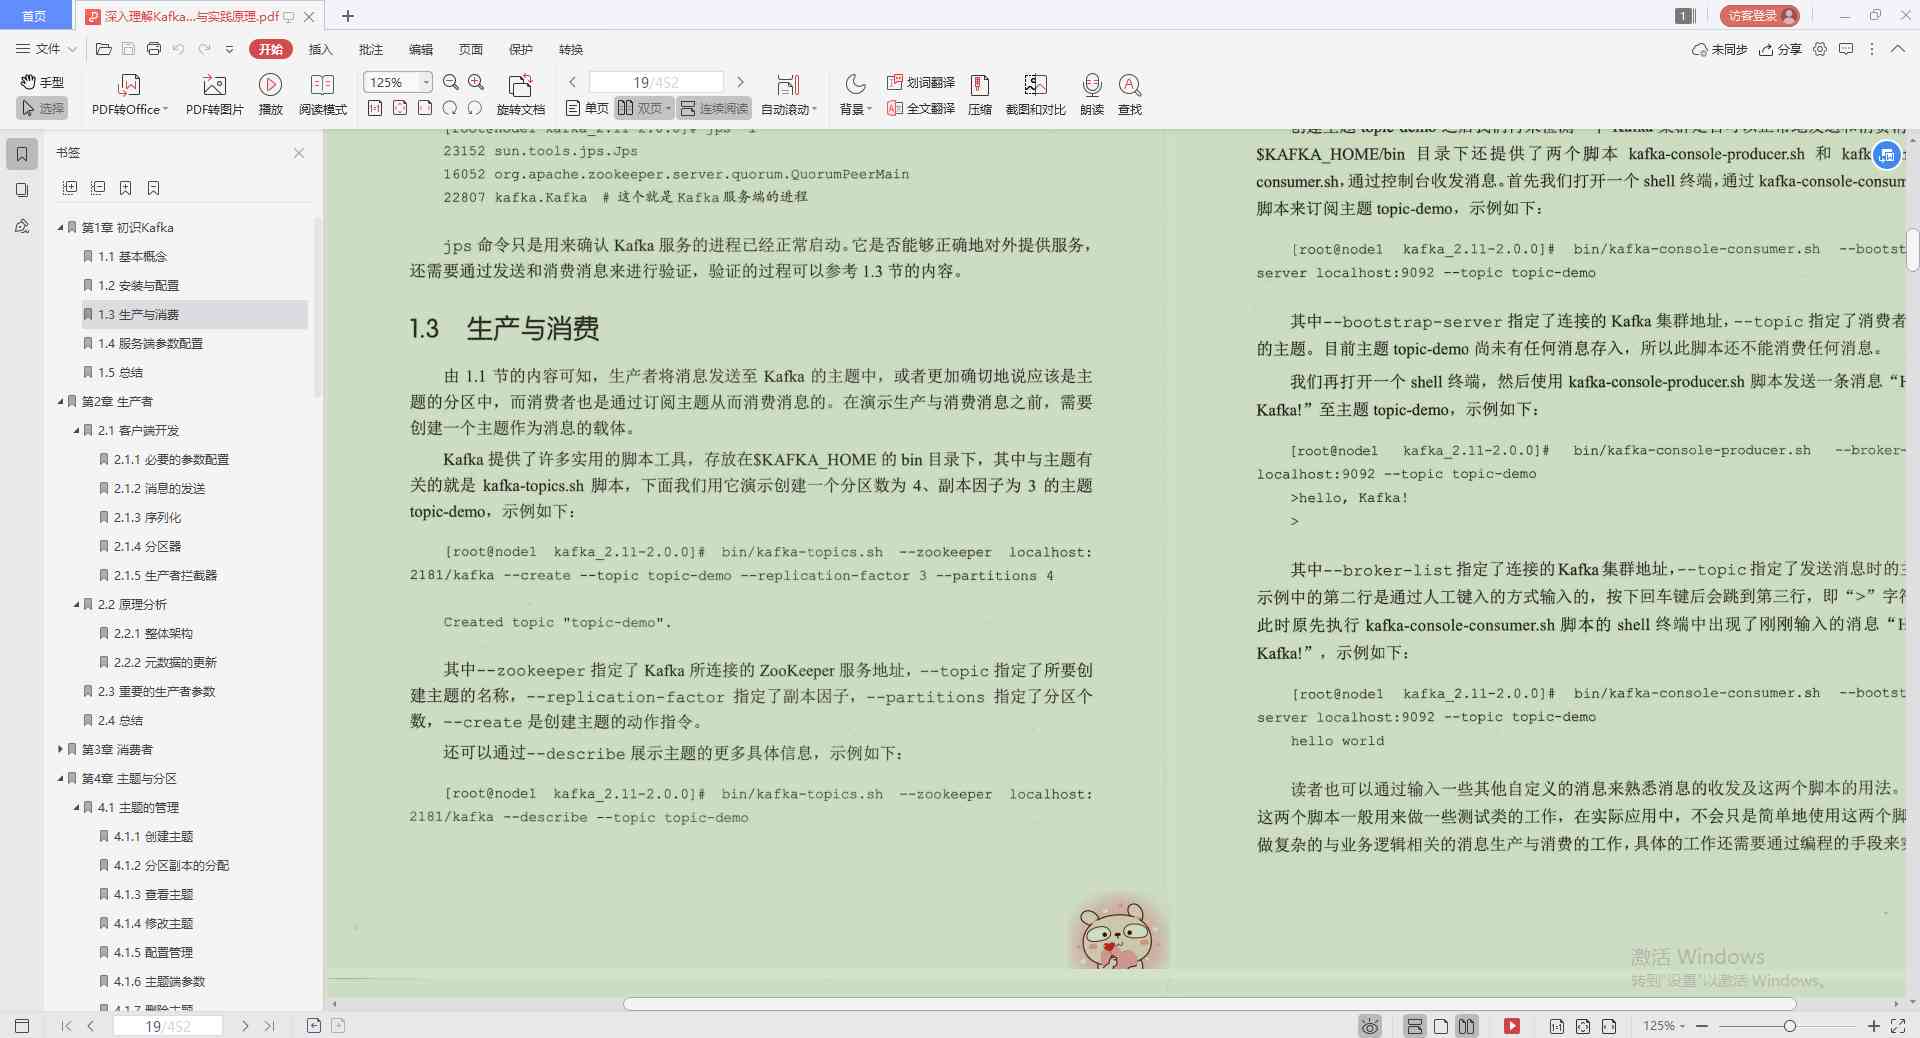 首页
深入理解Kafka...与实践原理.pdf
1
访客登录
文件
开始 插入 批注 编辑 页面 保护 转换
未同步 分享
手型
选择
PDF转Office
PDF转图片
播放
阅读模式
125%
旋转文档
19/452
单页 双页 连续阅读
自动滚动
背景
划词翻译
全文翻译
压缩
截图和对比
朗读
查找
书签
第1章 初识Kafka
1.1 基本概念
1.2 安装与配置
1.3 生产与消费
1.4 服务端参数配置
1.5 总结
第2章 生产者
2.1 客户端开发
2.1.1 必要的参数配置
2.1.2 消息的发送
2.1.3 序列化
2.1.4 分区器
2.1.5 生产者拦截器
2.2 原理分析
2.2.1 整体架构
2.2.2 元数据的更新
2.3 重要的生产者参数
2.4 总结
第3章 消费者
第4章 主题与分区
4.1 主题的管理
4.1.1 创建主题
4.1.2 分区副本的分配
4.1.3 查看主题
4.1.4 修改主题
4.1.5 配置管理
4.1.6 主题端参数
4.1.7 删除主题
[root@node1 kafka_2.11-2.0.0]# jps -l
23152 sun.tools.jps.Jps
16052 org.apache.zookeeper.server.quorum.QuorumPeerMain
22807 kafka.Kafka # 这个就是 Kafka 服务端的进程
jps 命令只是用来确认 Kafka 服务的进程已经正常启动。它是否能够正确地对外提供服务，
还需要通过发送和消费消息来进行验证，验证的过程可以参考 1.3 节的内容。
1.3 生产与消费
由 1.1 节的内容可知，生产者将消息发送至 Kafka 的主题中，或者更加确切地说应该是主
题的分区中，而消费者也是通过订阅主题从而消费消息的。在演示生产与消费消息之前，需要
创建一个主题作为消息的载体。
Kafka 提供了许多实用的脚本工具，存放在$KAFKA_HOME 的 bin 目录下，其中与主题有
关的就是 kafka-topics.sh 脚本，下面我们用它演示创建一个分区数为 4、副本因子为 3 的主题
topic-demo，示例如下：
[root@node1 kafka_2.11-2.0.0]# bin/kafka-topics.sh --zookeeper localhost:
2181/kafka --create --topic topic-demo --replication-factor 3 --partitions 4
Created topic "topic-demo".
其中--zookeeper 指定了 Kafka 所连接的 ZooKeeper 服务地址，--topic 指定了所要创
建主题的名称，--replication-factor 指定了副本因子，--partitions 指定了分区个
数，--create 是创建主题的动作指令。
还可以通过--describe 展示主题的更多具体信息，示例如下：
[root@node1 kafka_2.11-2.0.0]# bin/kafka-topics.sh --zookeeper localhost:
2181/kafka --describe --topic topic-demo
$KAFKA_HOME/bin 目录下还提供了两个脚本 kafka-console-producer.sh 和 kafk
consumer.sh，通过控制台收发消息。首先我们打开一个 shell 终端，通过 kafka-console-consum
脚本来订阅主题 topic-demo，示例如下：
[root@node1 kafka_2.11-2.0.0]# bin/kafka-console-consumer.sh --bootst
server localhost:9092 --topic topic-demo
其中--bootstrap-server 指定了连接的 Kafka 集群地址，--topic 指定了消费者
的主题。目前主题 topic-demo 尚未有任何消息存入，所以此脚本还不能消费任何消息。
我们再打开一个 shell 终端，然后使用 kafka-console-producer.sh 脚本发送一条消息“H
Kafka!”至主题 topic-demo，示例如下：
[root@node1 kafka_2.11-2.0.0]# bin/kafka-console-producer.sh --broker-
localhost:9092 --topic topic-demo
>hello, Kafka!
>
其中--broker-list 指定了连接的 Kafka 集群地址，--topic 指定了发送消息时的主
示例中的第二行是通过人工键入的方式输入的，按下回车键后会跳到第三行，即“>”字符
此时原先执行 kafka-console-consumer.sh 脚本的 shell 终端中出现了刚刚输入的消息“H
Kafka!”，示例如下：
[root@node1 kafka_2.11-2.0.0]# bin/kafka-console-consumer.sh --bootst
server localhost:9092 --topic topic-demo
hello world
读者也可以通过输入一些其他自定义的消息来熟悉消息的收发及这两个脚本的用法。
这两个脚本一般用来做一些测试类的工作，在实际应用中，不会只是简单地使用这两个脚
做复杂的与业务逻辑相关的消息生产与消费的工作，具体的工作还需要通过编程的手段来实
激活 Windows
转到“设置”以激活 Windows。
19/452
125%